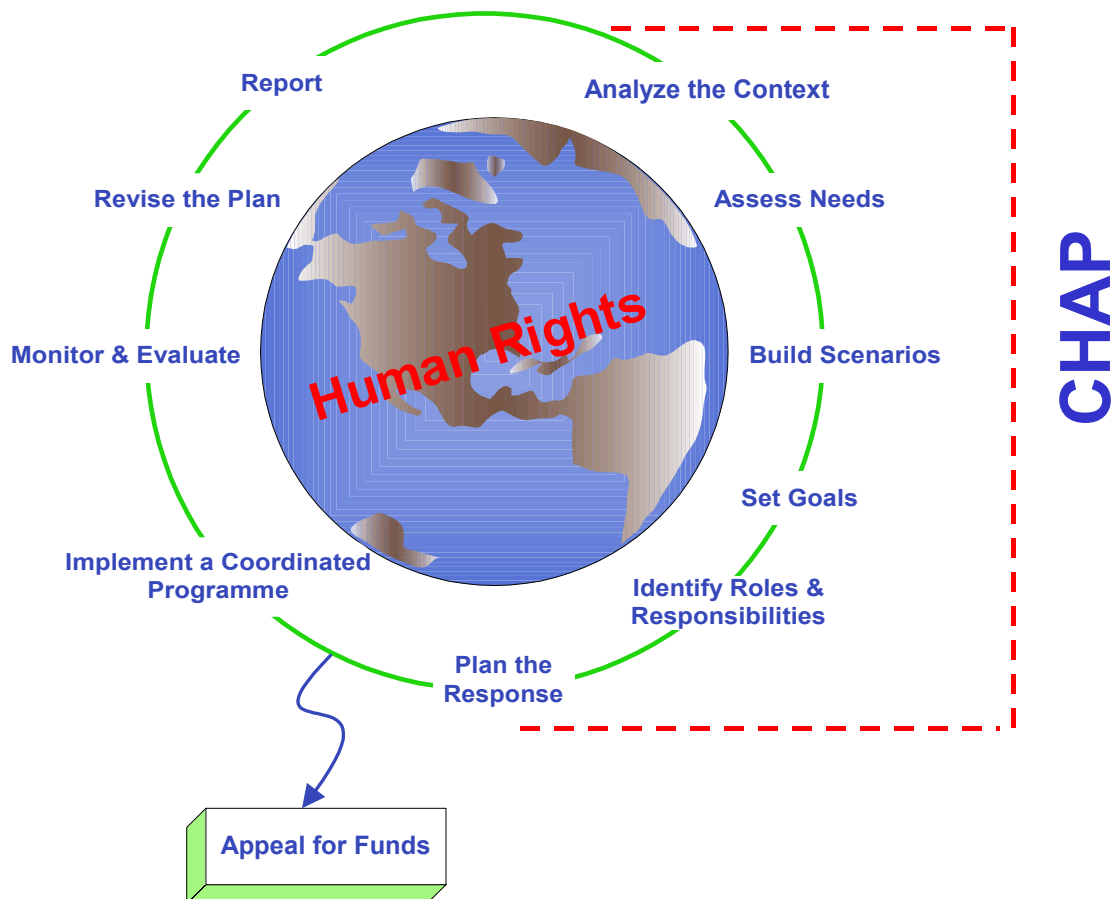 Report
Analyze the Context
Revise the Plan
Assess Needs
Human Rights
Monitor & Evaluate
Build Scenarios
CHAP
Set Goals
Implement a Coordinated
Programme
Identify Roles &
Responsibilities
Plan the
Response
Appeal for Funds